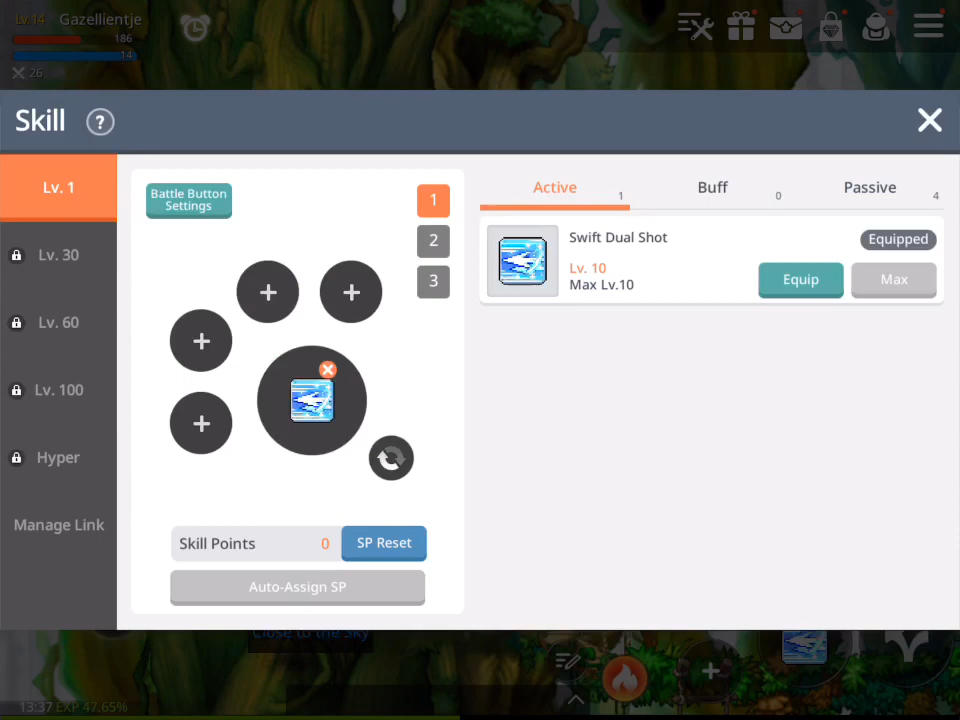 Lv.14 Gazellientje
186
14
26
Skill ?
Lv. 1
Lv. 30
Lv. 60
Lv. 100
Hyper
Manage Link
Battle Button
Settings
1
2
3
Skill Points 0 SP Reset
Auto-Assign SP
Active 1 Buff 0 Passive 4
Swift Dual Shot Equipped
Lv. 10
Max Lv.10
Equip Max
Close to the Sky
13:37 EXP 47.65%